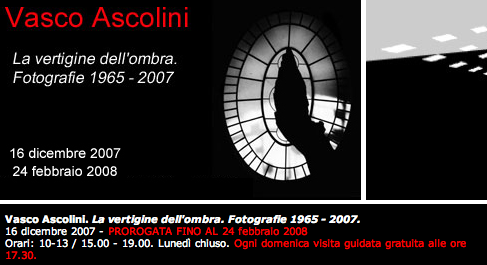 Vasco Ascolini
La vertigine dell'ombra.
Fotografie 1965 - 2007
16 dicembre 2007
24 febbraio 2008
Vasco Ascolini. La vertigine dell'ombra. Fotografie 1965 - 2007.
16 dicembre 2007 - PROROGATA FINO AL 24 febbraio 2008
Orari: 10-13 / 15.00 - 19.00. Lunedì chiuso. Ogni domenica visita guidata gratuita alle ore
17.30.